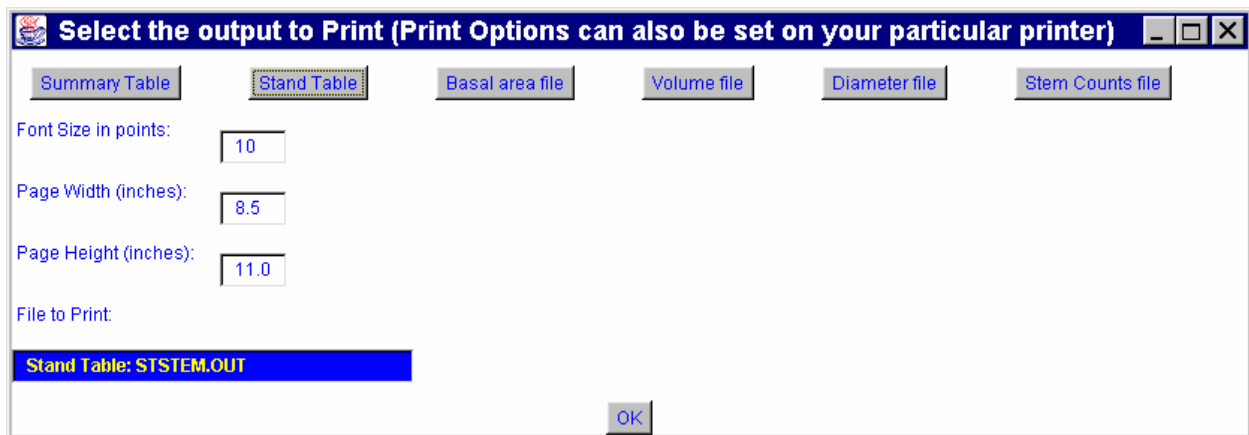 Select the output to Print (Print Options can also be set on your particular printer)
Summary Table Stand Table Basal area file Volume file Diameter file Stem Counts file
Font Size in points:
10
Page Width (inches):
8.5
Page Height (inches):
11.0
File to Print:
Stand Table: STSTEM.OUT
OK